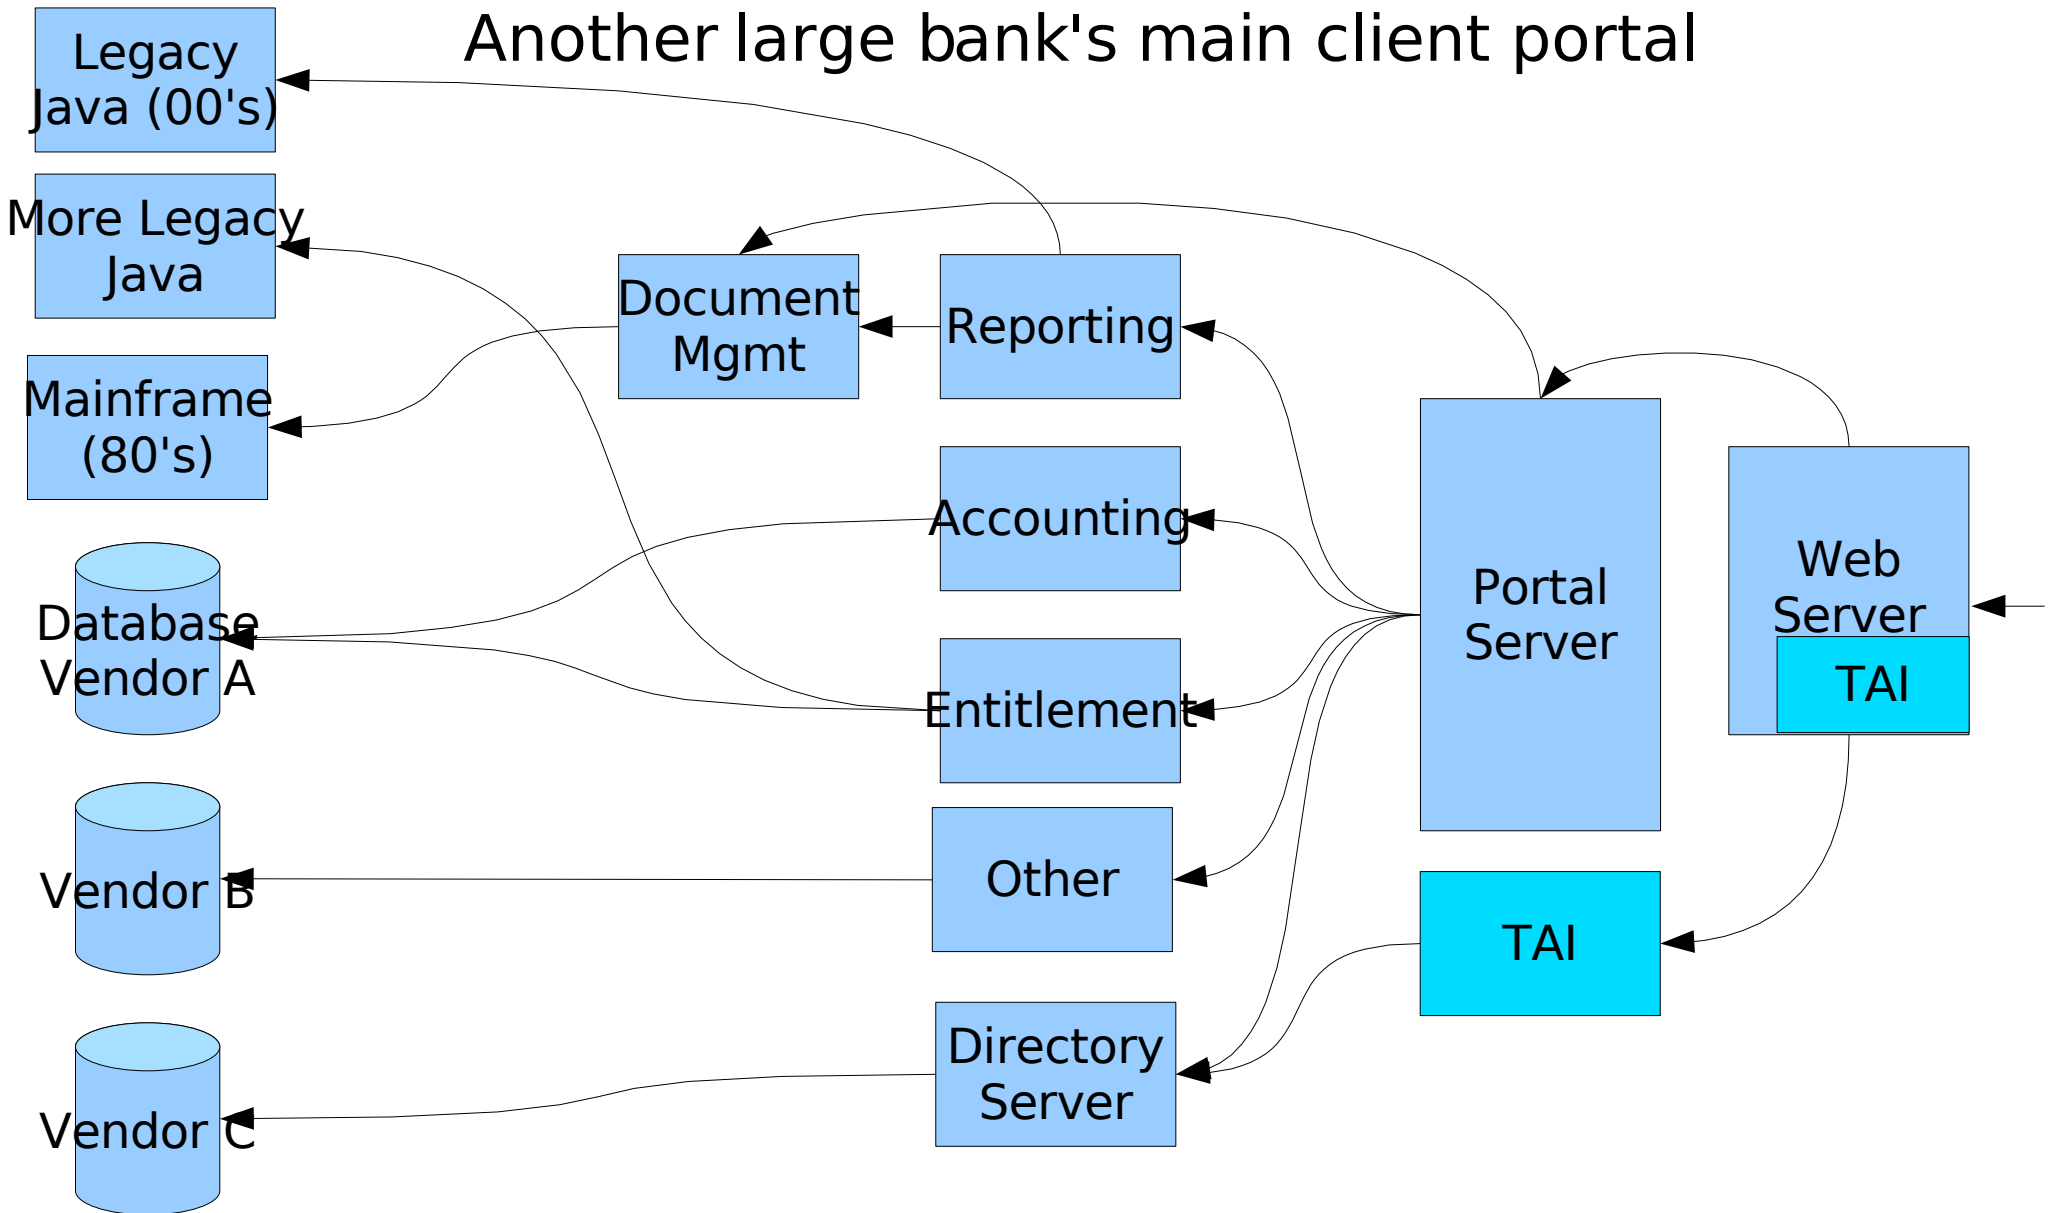 Another large bank's main client portal
Legacy
Java (00's)
More Legacy
Java
Mainframe
(80's)
Database
Vendor A
Vendor B
Vendor C
Document
Mgmt
Reporting
Accounting
Entitlement
Other
Directory
Server
Portal
Server
TAI
Web
Server
TAI